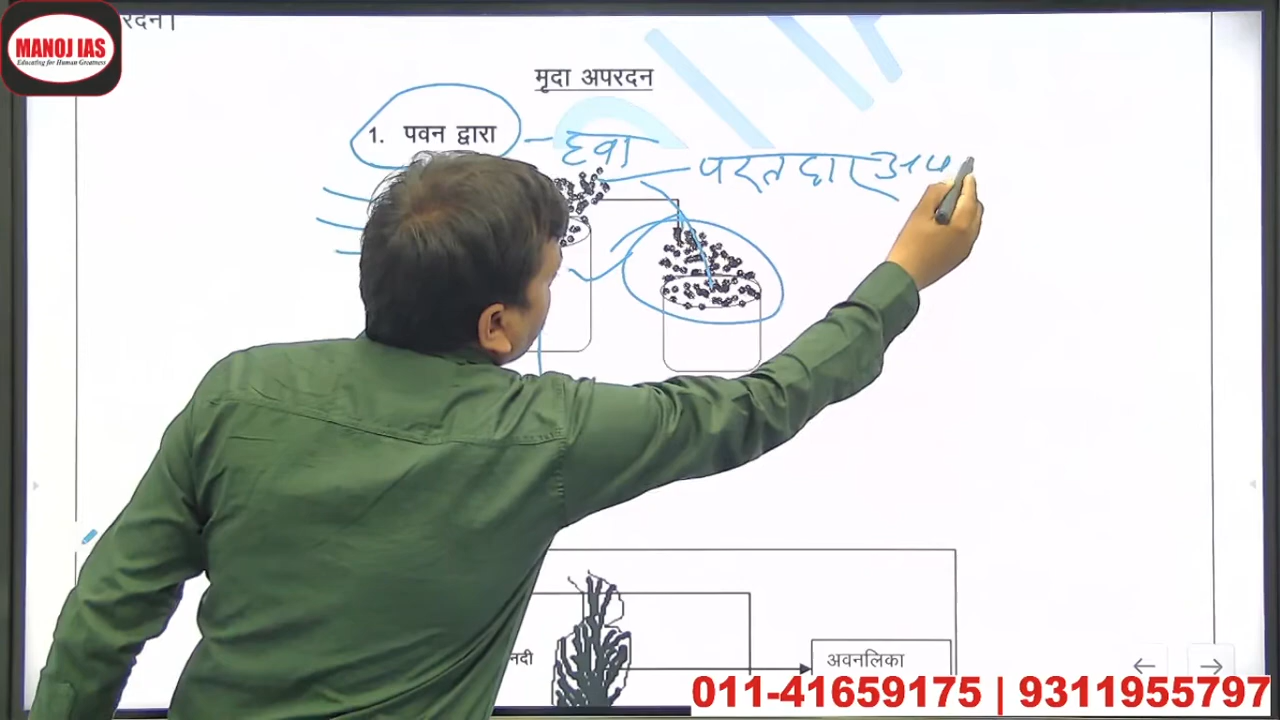 MANOJ IAS
Educating for Human Greatness
रदन।
मृदा अपरदन
1. पवन द्वारा
हवा
परतदार अप
नदी
अवनलिका
011-41659175 | 9311955797